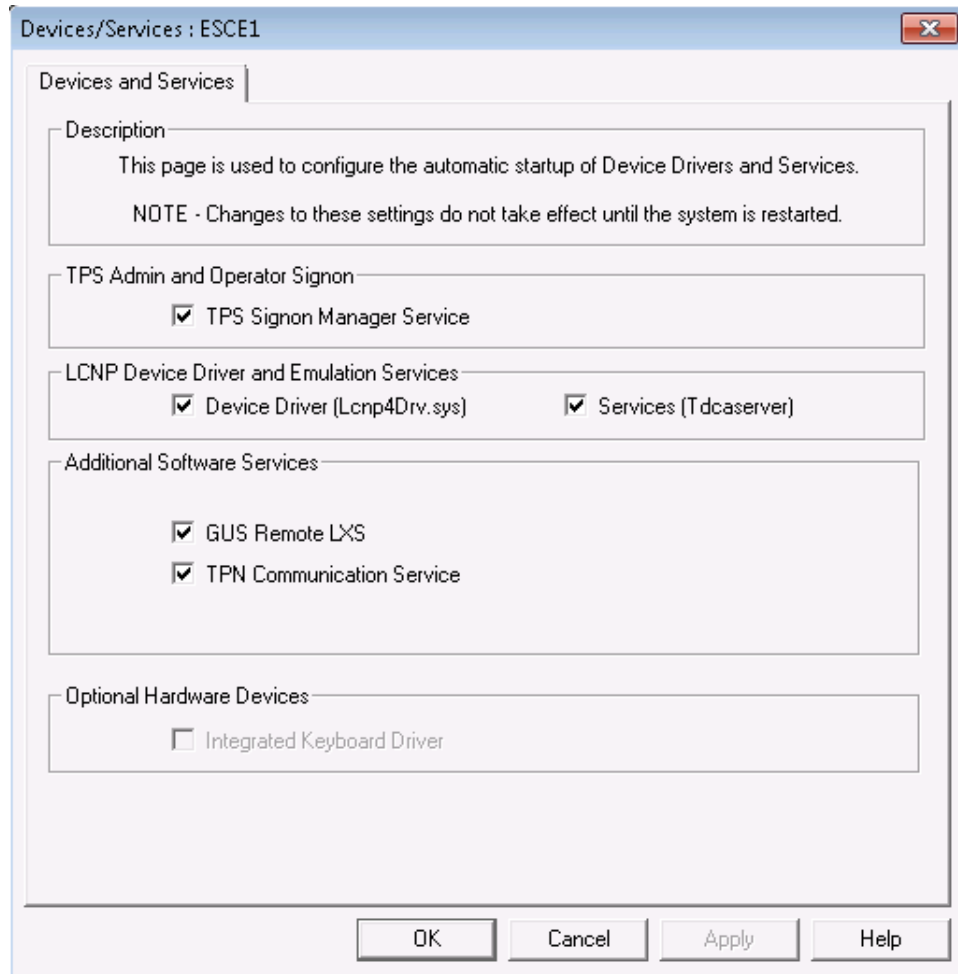 Devices/Services : ESCE1
Devices and Services
Description
This page is used to configure the automatic startup of Device Drivers and Services.
NOTE - Changes to these settings do not take effect until the system is restarted.
TPS Admin and Operator Signon
TPS Signon Manager Service
LCNP Device Driver and Emulation Services
Device Driver (Lcnp4Drv.sys) Services (Tdcaserver)
Additional Software Services
GUS Remote LXS
TPN Communication Service
Optional Hardware Devices
Integrated Keyboard Driver
OK Cancel Apply Help